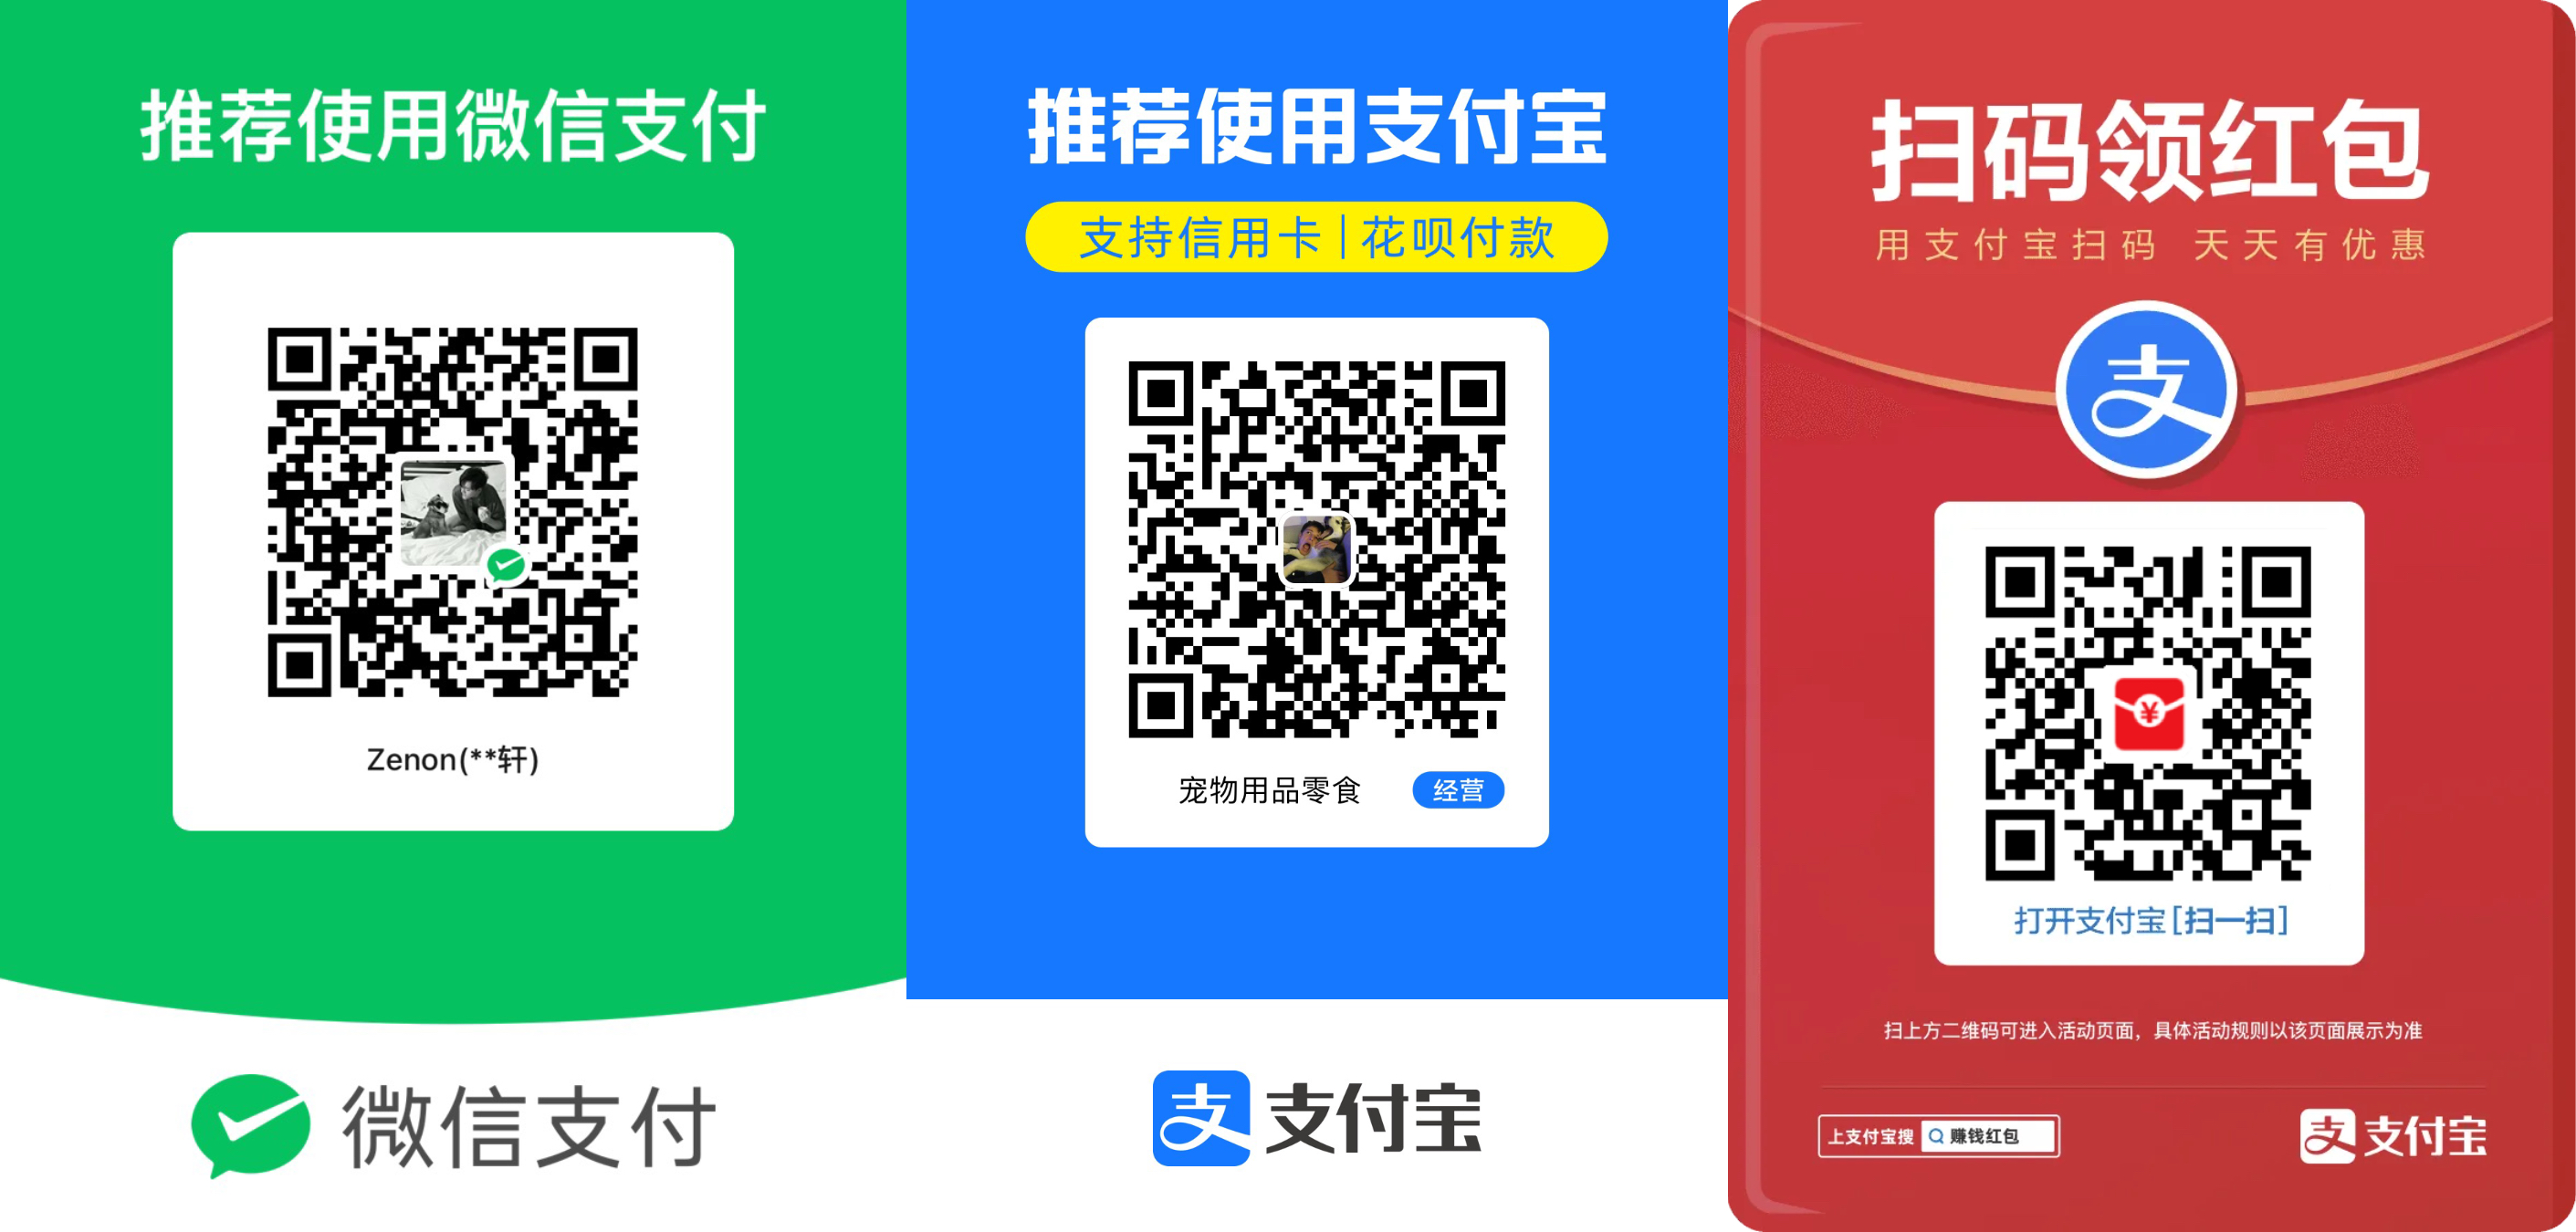 推荐使用微信支付
Zenon(**轩)
微信支付
推荐使用支付宝
支持信用卡|花呗付款
宠物用品零食
经营
支付宝
扫码领红包
用支付宝扫码 天天有优惠
支
¥
打开支付宝[扫一扫]
扫上方二维码可进入活动页面，具体活动规则以该页面展示为准
上支付宝搜 赚钱红包
支付宝